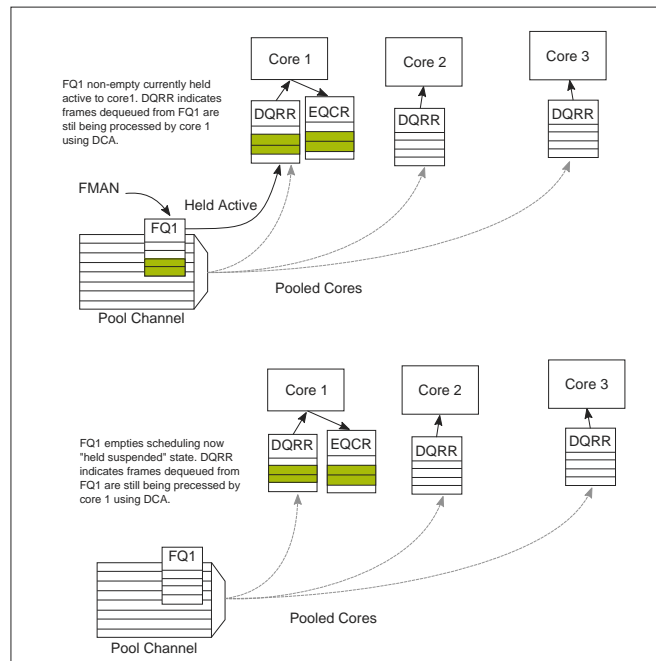 Core 1
Core 2
Core 3
FQ1 non-empty currently held
active to core1. DQRR indicates
frames dequeued from FQ1 are
stil being processed by core 1
using DCA.
DQRR
EQCR
DQRR
DQRR
FMAN
Held Active
FQ1
Pooled Cores
Pool Channel
Core 1
Core 2
Core 3
FQ1 empties scheduling now
"held suspended" state. DQRR
indicates frames dequeued from
FQ1 are still being precessed by
core 1 using DCA.
DQRR
EQCR
DQRR
DQRR
FQ1
Pooled Cores
Pool Channel